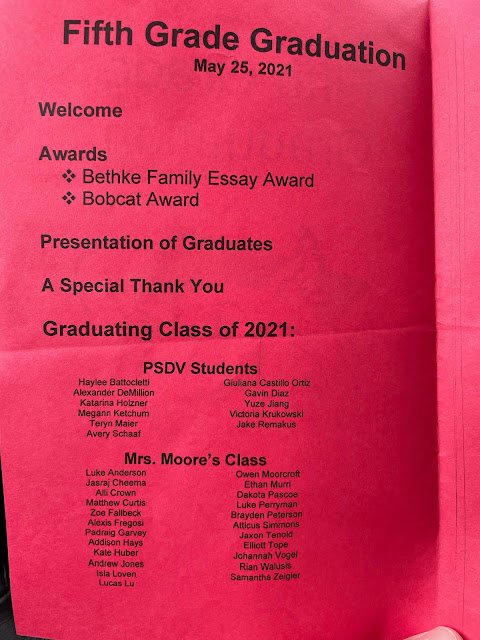 Fifth Grade Graduation
May 25, 2021
Welcome
Awards
❖ Bethke Family Essay Award
❖ Bobcat Award
Presentation of Graduates
A Special Thank You
Graduating Class of 2021:
PSDV Students
Haylee Battocletti
Alexander DeMillion
Katarina Holzner
Megann Ketchum
Teryn Maier
Avery Schaaf
Giuliana Castillo Ortiz
Gavin Diaz
Yuze Jiang
Victoria Krukowski
Jake Remakus
Mrs. Moore's Class
Luke Anderson
Jasraj Cheema
Alli Crown
Matthew Curtis
Zoe Fallbeck
Alexis Fregosi
Padraig Garvey
Addison Hays
Kate Huber
Andrew Jones
Isla Loven
Lucas Lu
Owen Moorcroft
Ethan Murri
Dakota Pascoe
Luke Perryman
Brayden Peterson
Atticus Simmons
Jaxon Tenold
Elliott Tope
Johannah Vogel
Rian Walusis
Samantha Zeigler